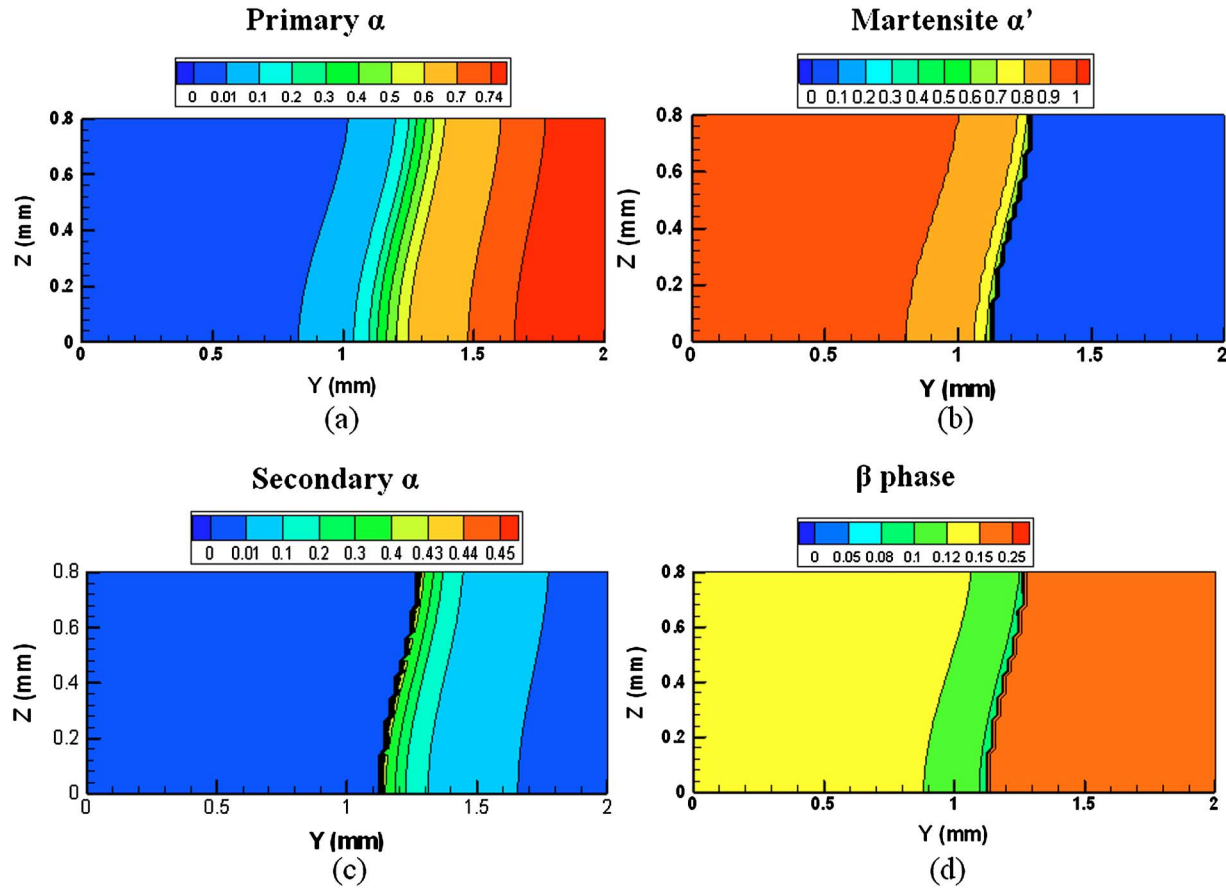 Primary α
0 0.01 0.1 0.2 0.3 0.4 0.5 0.6 0.7 0.74
0.8
0.6
0.4
0.2
0
Z (mm)
0 0.5 1 1.5 2
Y (mm)
(a)
Martensite α'
0 0.1 0.2 0.3 0.4 0.5 0.6 0.7 0.8 0.9 1
0.8
0.6
0.4
0.2
0
Z (mm)
0 0.5 1 1.5 2
Y (mm)
(b)
Secondary α
0 0.01 0.1 0.2 0.3 0.4 0.43 0.44 0.45
0.8
0.6
0.4
0.2
0
Z (mm)
0 0.5 1 1.5 2
Y (mm)
(c)
β phase
0 0.05 0.08 0.1 0.12 0.15 0.25
0.8
0.6
0.4
0.2
0
Z (mm)
0 0.5 1 1.5 2
Y (mm)
(d)